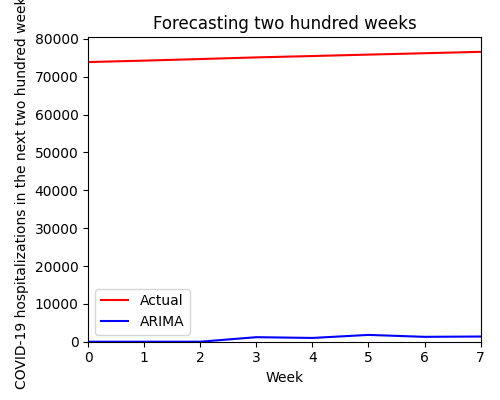 Forecasting two hundred weeks
COVID-19 hospitalizations in the next two hundred week
80000
70000
60000
50000
40000
30000
20000
10000
0
Actual
ARIMA
0 1 2 3 4 5 6 7
Week